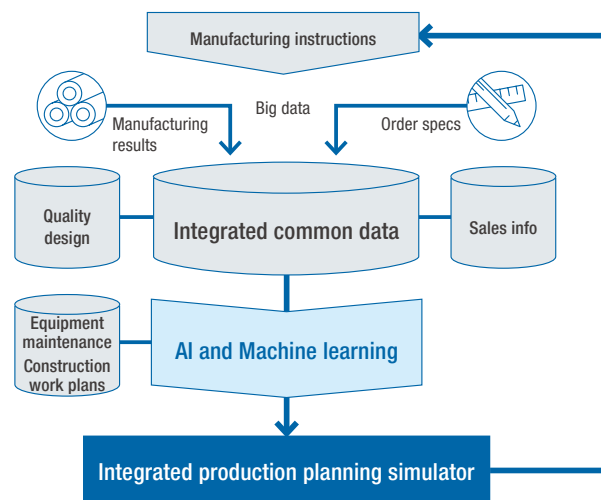 Manufacturing instructions
Big data
Manufacturing
results
Order specs
Quality
design
Integrated common data
Sales info
Equipment
maintenance
Construction
work plans
AI and Machine learning
Integrated production planning simulator